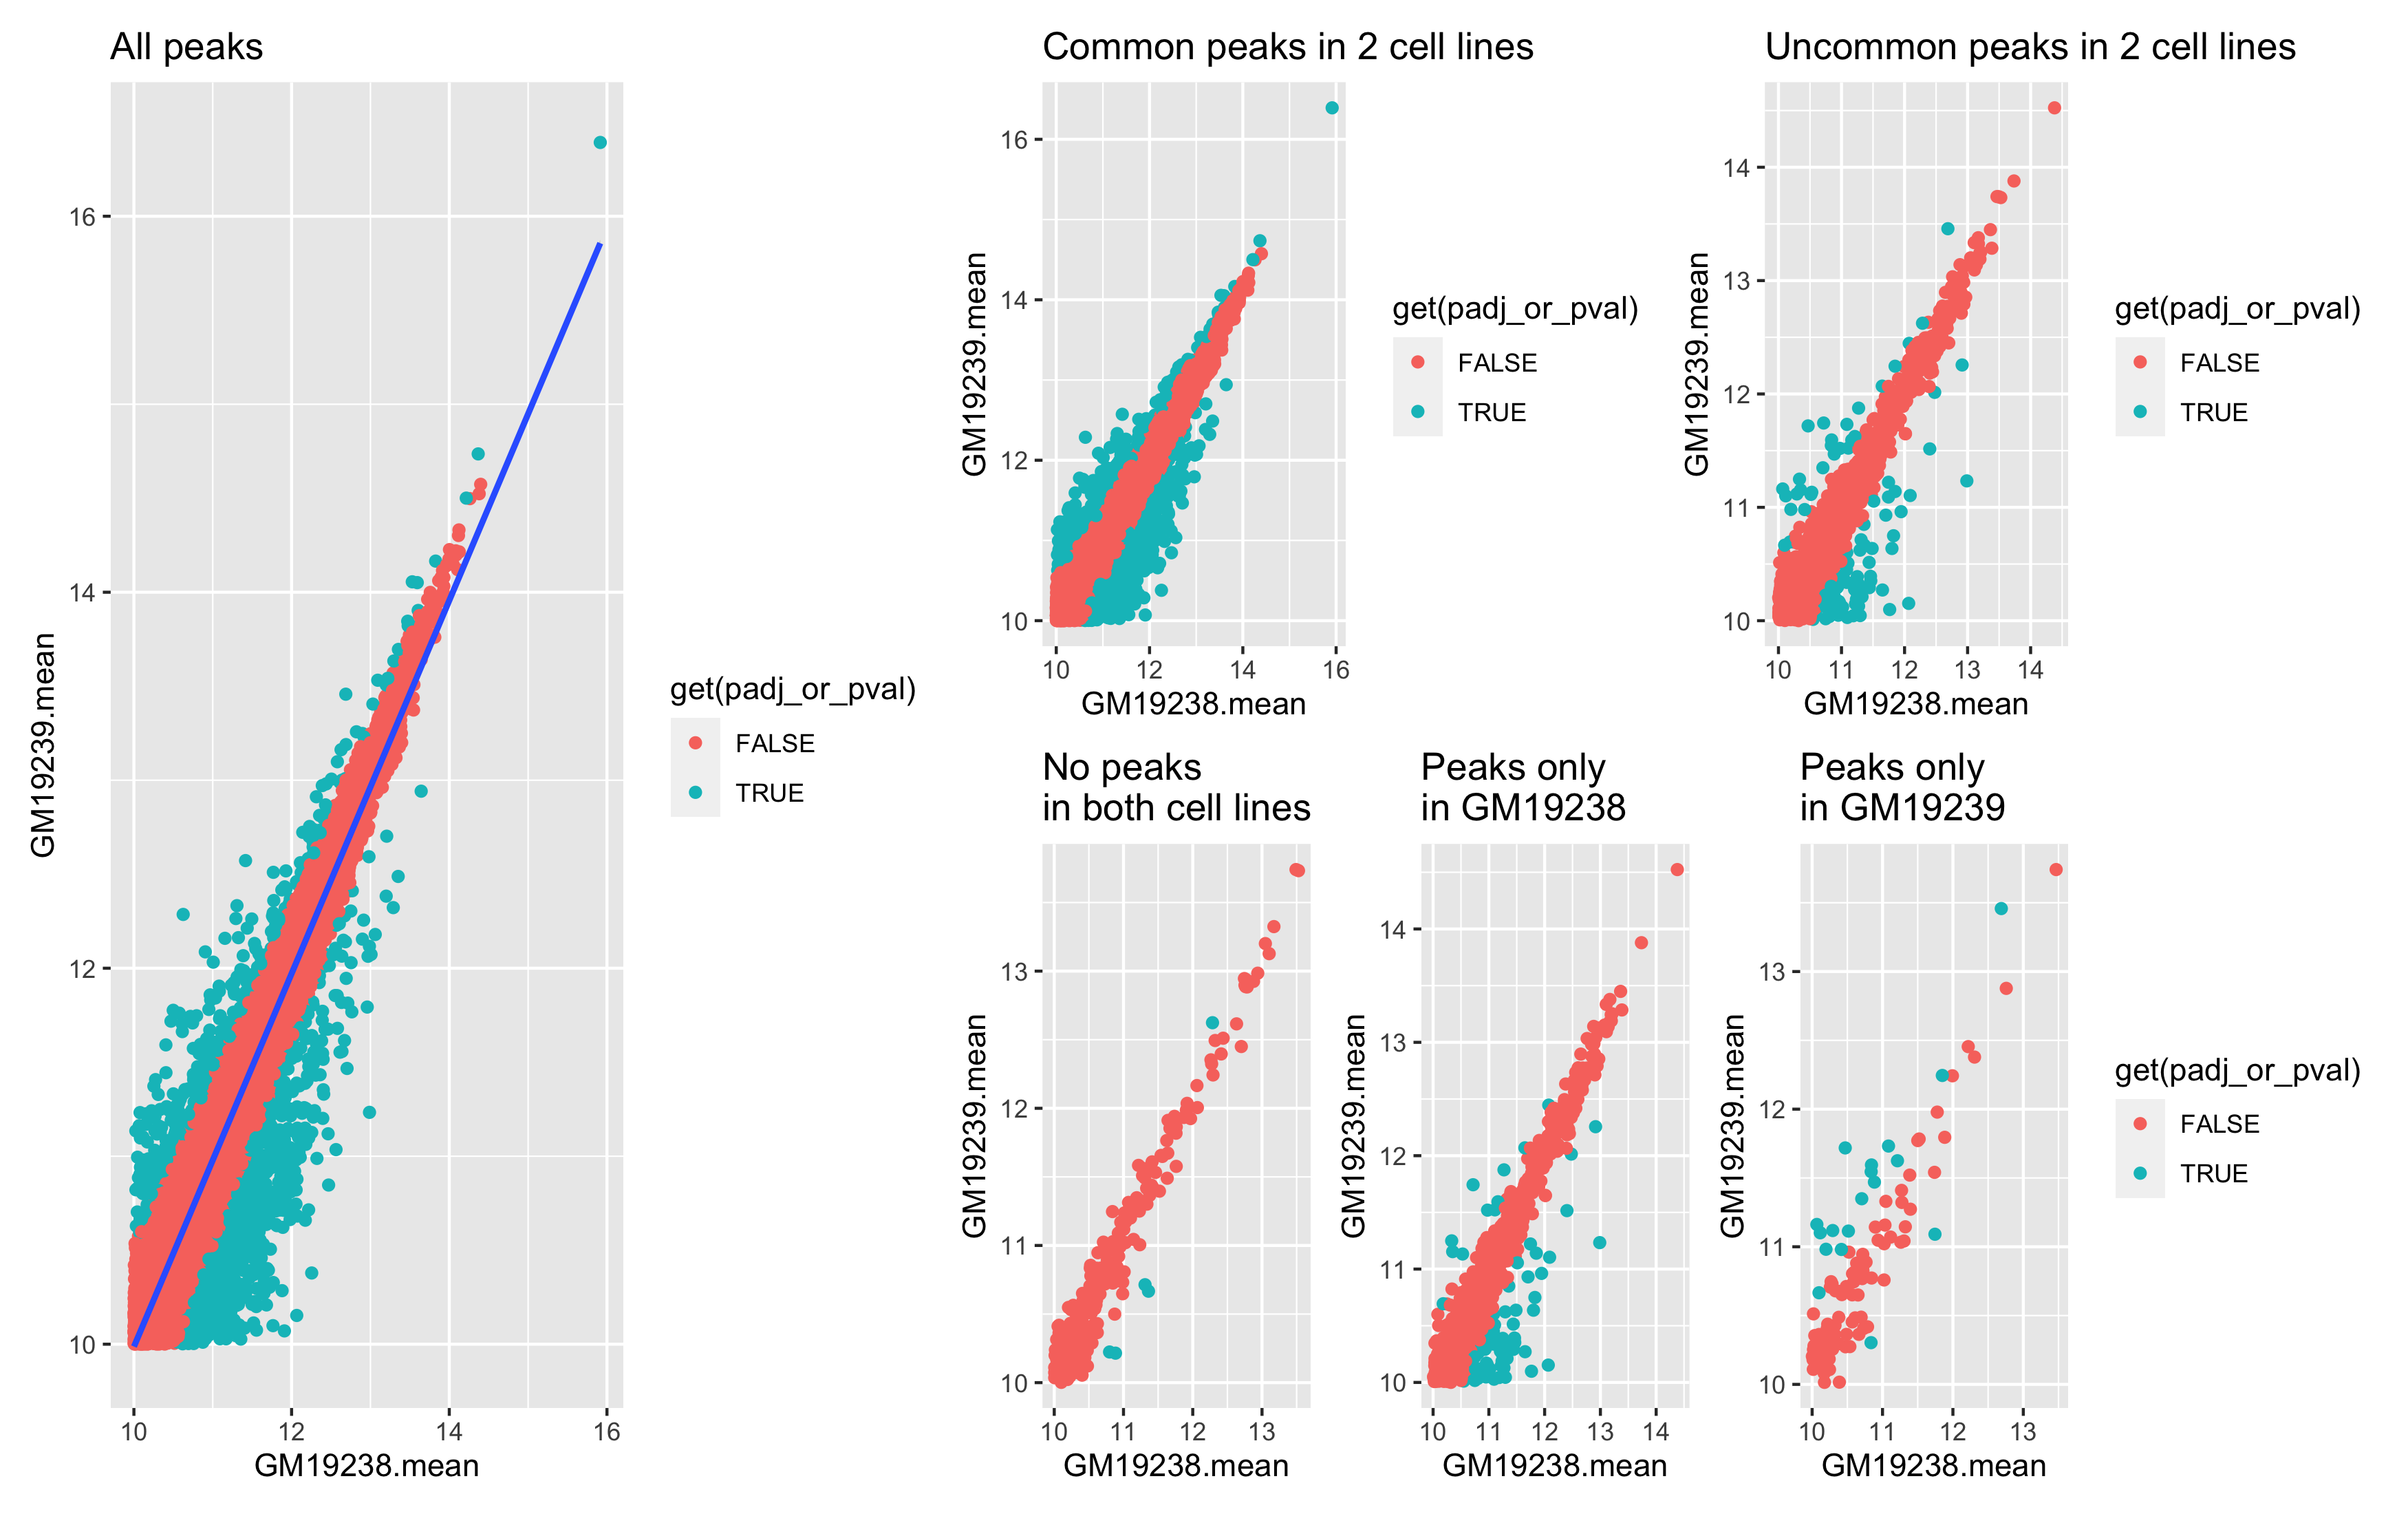 All peaks
16
14
12
10
10 12 14 16
GM19239.mean
GM19238.mean
get(padj_or_pval)
FALSE
TRUE
Common peaks in 2 cell lines
16
14
12
10
10 12 14 16
GM19239.mean
GM19238.mean
get(padj_or_pval)
FALSE
TRUE
Uncommon peaks in 2 cell lines
14
13
12
11
10
10 11 12 13 14
GM19239.mean
GM19238.mean
get(padj_or_pval)
FALSE
TRUE
No peaks
in both cell lines
13
12
11
10
10 11 12 13
GM19239.mean
GM19238.mean
Peaks only
in GM19238
14
13
12
11
10
10 11 12 13 14
GM19239.mean
GM19238.mean
Peaks only
in GM19239
13
12
11
10
10 11 12 13
GM19239.mean
GM19238.mean
get(padj_or_pval)
FALSE
TRUE